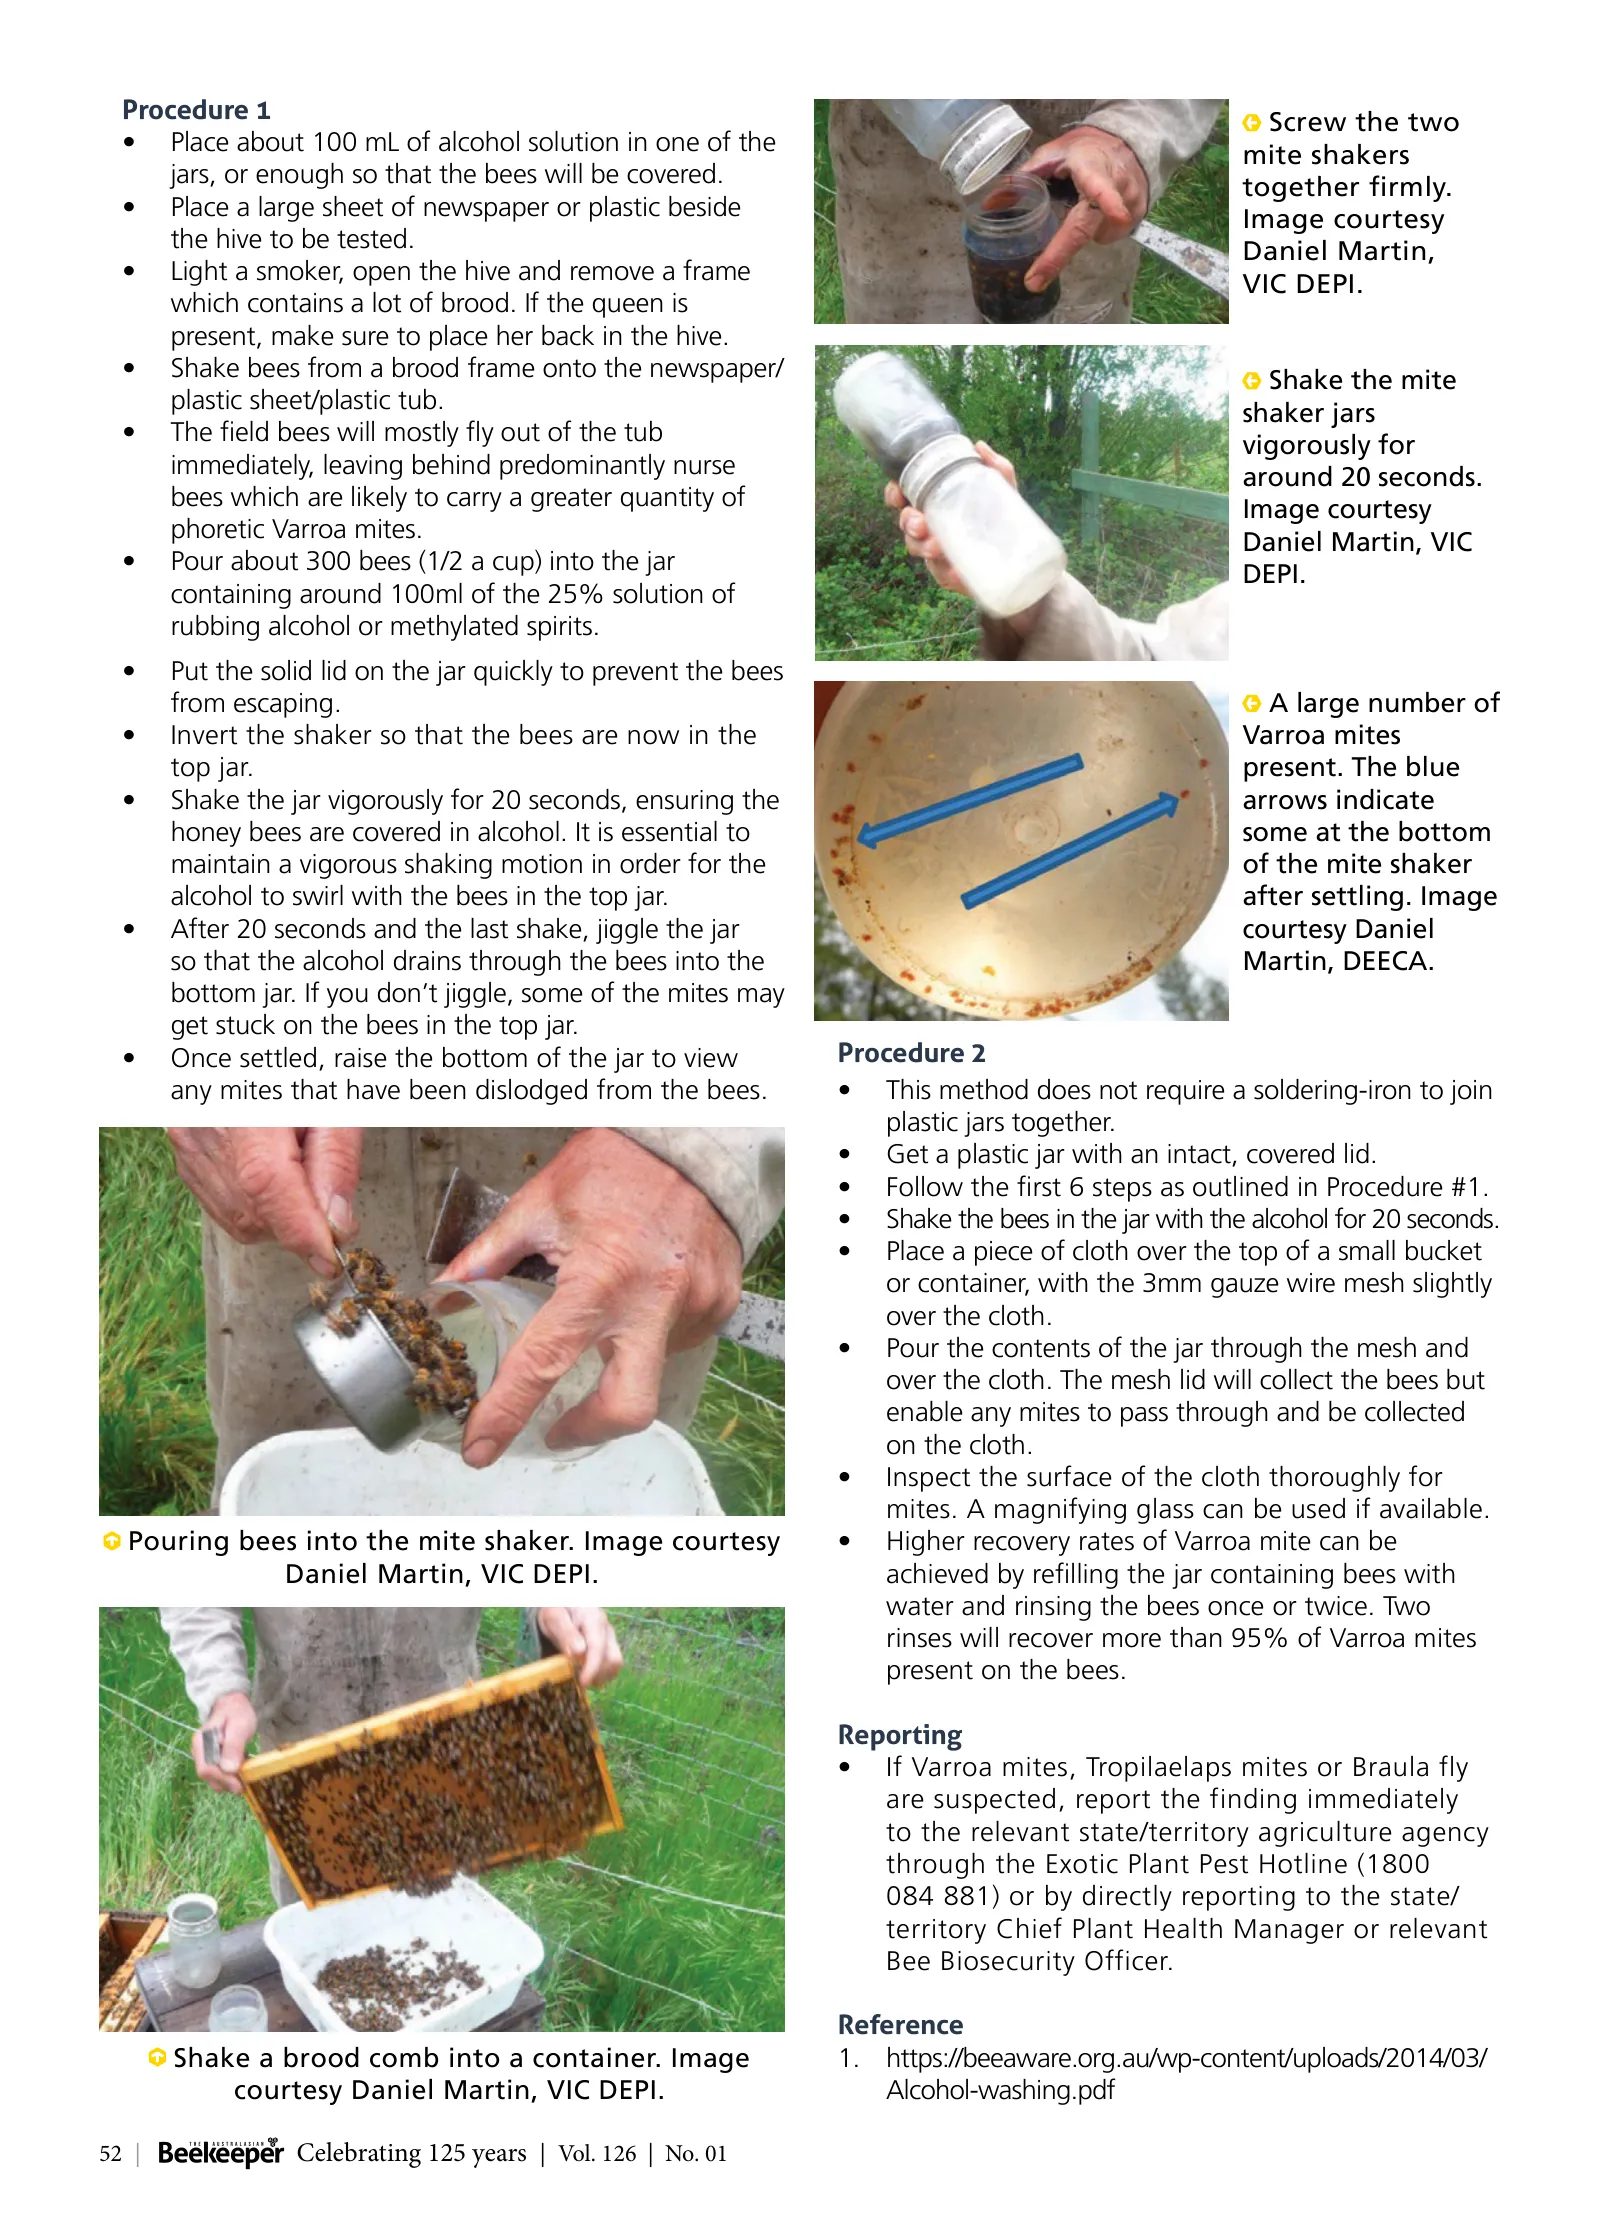 Procedure 1
• Place about 100 mL of alcohol solution in one of the
jars, or enough so that the bees will be covered.
• Place a large sheet of newspaper or plastic beside
the hive to be tested.
• Light a smoker, open the hive and remove a frame
which contains a lot of brood. If the queen is
present, make sure to place her back in the hive.
• Shake bees from a brood frame onto the newspaper/
plastic sheet/plastic tub.
• The field bees will mostly fly out of the tub
immediately, leaving behind predominantly nurse
bees which are likely to carry a greater quantity of
phoretic Varroa mites.
• Pour about 300 bees (1/2 a cup) into the jar
containing around 100ml of the 25% solution of
rubbing alcohol or methylated spirits.
• Put the solid lid on the jar quickly to prevent the bees
from escaping.
• Invert the shaker so that the bees are now in the
top jar.
• Shake the jar vigorously for 20 seconds, ensuring the
honey bees are covered in alcohol. It is essential to
maintain a vigorous shaking motion in order for the
alcohol to swirl with the bees in the top jar.
• After 20 seconds and the last shake, jiggle the jar
so that the alcohol drains through the bees into the
bottom jar. If you don’t jiggle, some of the mites may
get stuck on the bees in the top jar.
• Once settled, raise the bottom of the jar to view
any mites that have been dislodged from the bees.
Pouring bees into the mite shaker. Image courtesy
Daniel Martin, VIC DEPI.
Shake a brood comb into a container. Image
courtesy Daniel Martin, VIC DEPI.
Screw the two
mite shakers
together firmly.
Image courtesy
Daniel Martin,
VIC DEPI.
Shake the mite
shaker jars
vigorously for
around 20 seconds.
Image courtesy
Daniel Martin, VIC
DEPI.
A large number of
Varroa mites
present. The blue
arrows indicate
some at the bottom
of the mite shaker
after settling. Image
courtesy Daniel
Martin, DEECA.
Procedure 2
• This method does not require a soldering-iron to join
plastic jars together.
• Get a plastic jar with an intact, covered lid.
• Follow the first 6 steps as outlined in Procedure #1.
• Shake the bees in the jar with the alcohol for 20 seconds.
• Place a piece of cloth over the top of a small bucket
or container, with the 3mm gauze wire mesh slightly
over the cloth.
• Pour the contents of the jar through the mesh and
over the cloth. The mesh lid will collect the bees but
enable any mites to pass through and be collected
on the cloth.
• Inspect the surface of the cloth thoroughly for
mites. A magnifying glass can be used if available.
• Higher recovery rates of Varroa mite can be
achieved by refilling the jar containing bees with
water and rinsing the bees once or twice. Two
rinses will recover more than 95% of Varroa mites
present on the bees.
Reporting
• If Varroa mites, Tropilaelaps mites or Braula fly
are suspected, report the finding immediately
to the relevant state/territory agriculture agency
through the Exotic Plant Pest Hotline (1800
084 881) or by directly reporting to the state/
territory Chief Plant Health Manager or relevant
Bee Biosecurity Officer.
Reference
1. https://beeaware.org.au/wp-content/uploads/2014/03/
Alcohol-washing.pdf
52 | THE AUSTRALASIAN Beekeeper Celebrating 125 years | Vol. 126 | No. 01